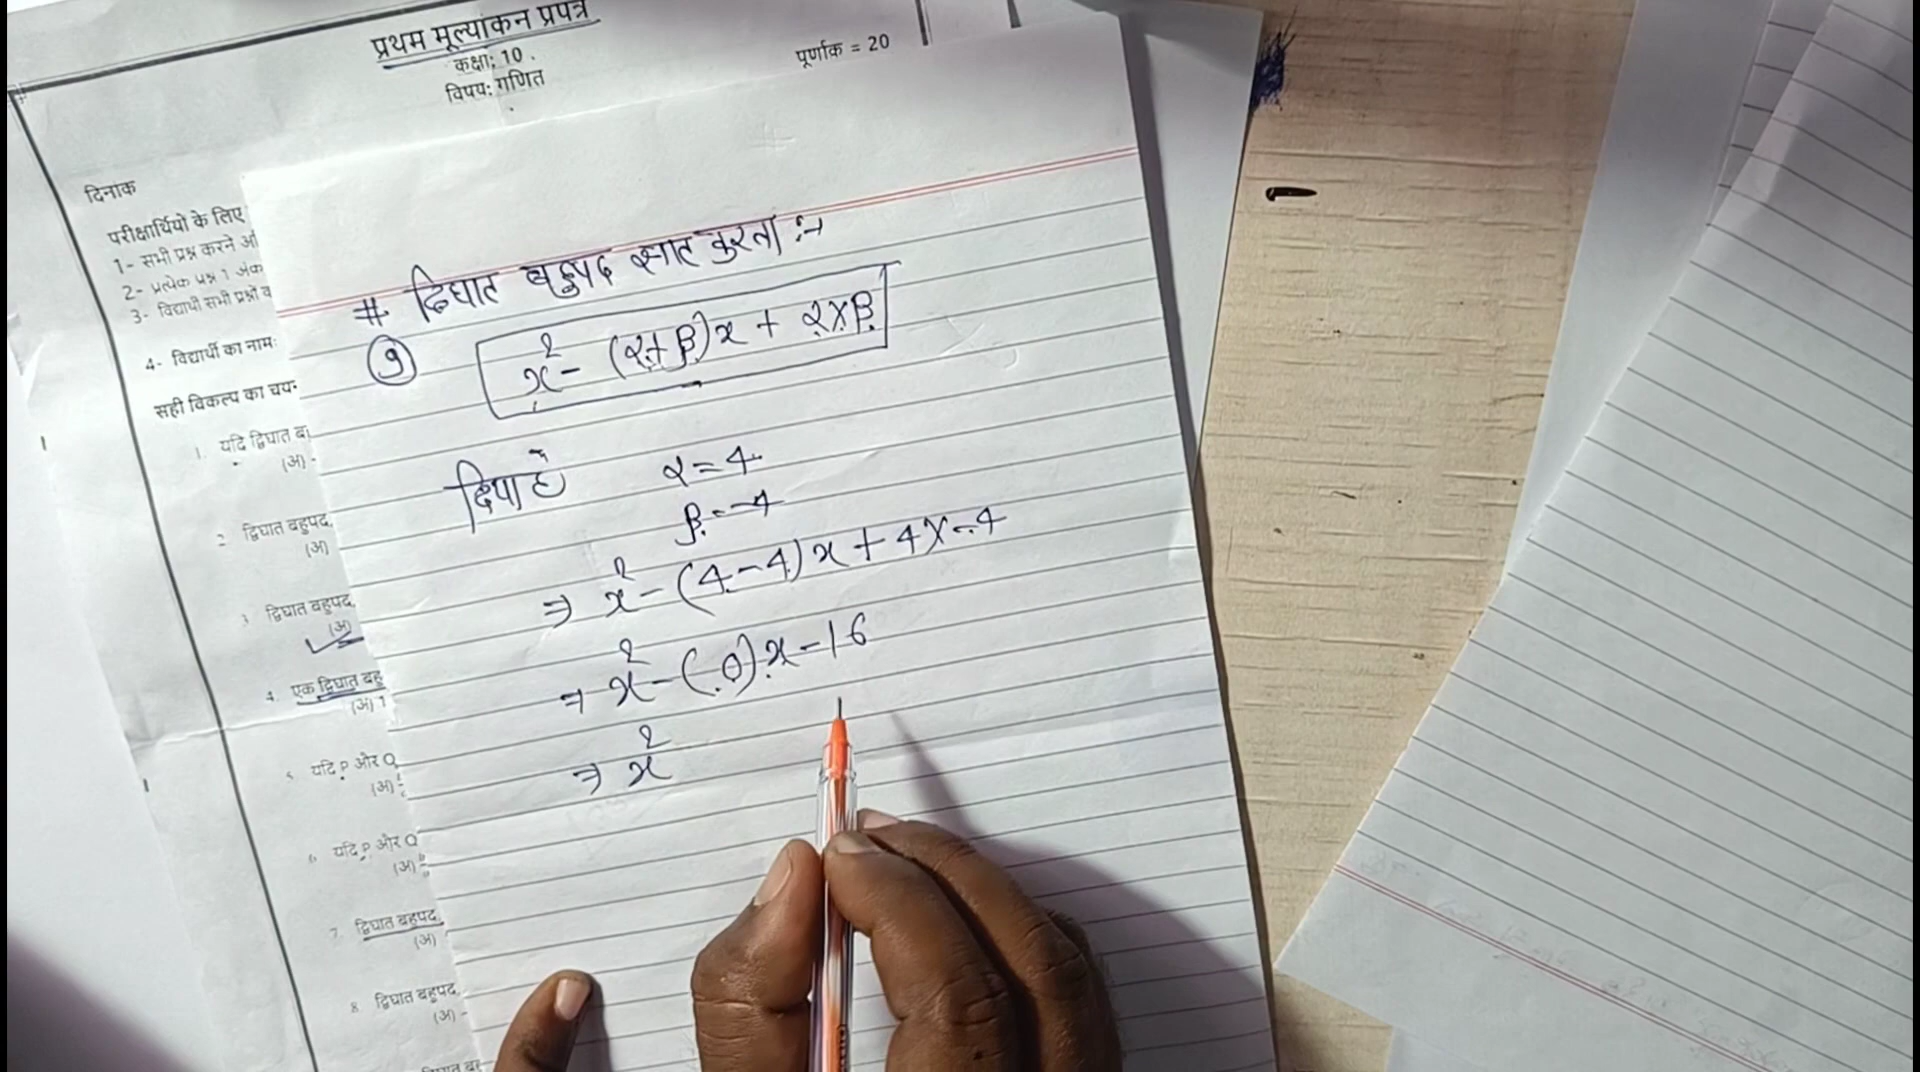 प्रथम मूल्यांकन प्रपत्र
कक्षा: 10
विषय: गणित
पूर्णांक = 20
दिनांक
परीक्षार्थियो के लिए
1- सभी प्रश्न करने
2- प्रत्येक प्रश्न 1 अंक
3- विद्यार्थी सभी प्रश्नों
4- विद्यार्थी का नाम:
सही विकल्प का
1. यदि द्विघात
(अ) -
2 द्विघात बहुपद
(अ)
3 द्विघात बहुपद
(अ)
4 एक द्विघात
(अ) 1
5 यदि P और Q
(अ)
6 यदि P और Q
(अ)
7 द्विघात बहुपद
(अ)
8 द्विघात बहुपद
(अ) -
# द्विघात बहुपद ज्ञात करना :→
x² - (α+β)x + α×β
दिया है α = 4
β = -4
⇒ x² - (4-4)x + 4×-4
⇒ x² - (0)x - 16
⇒ x²